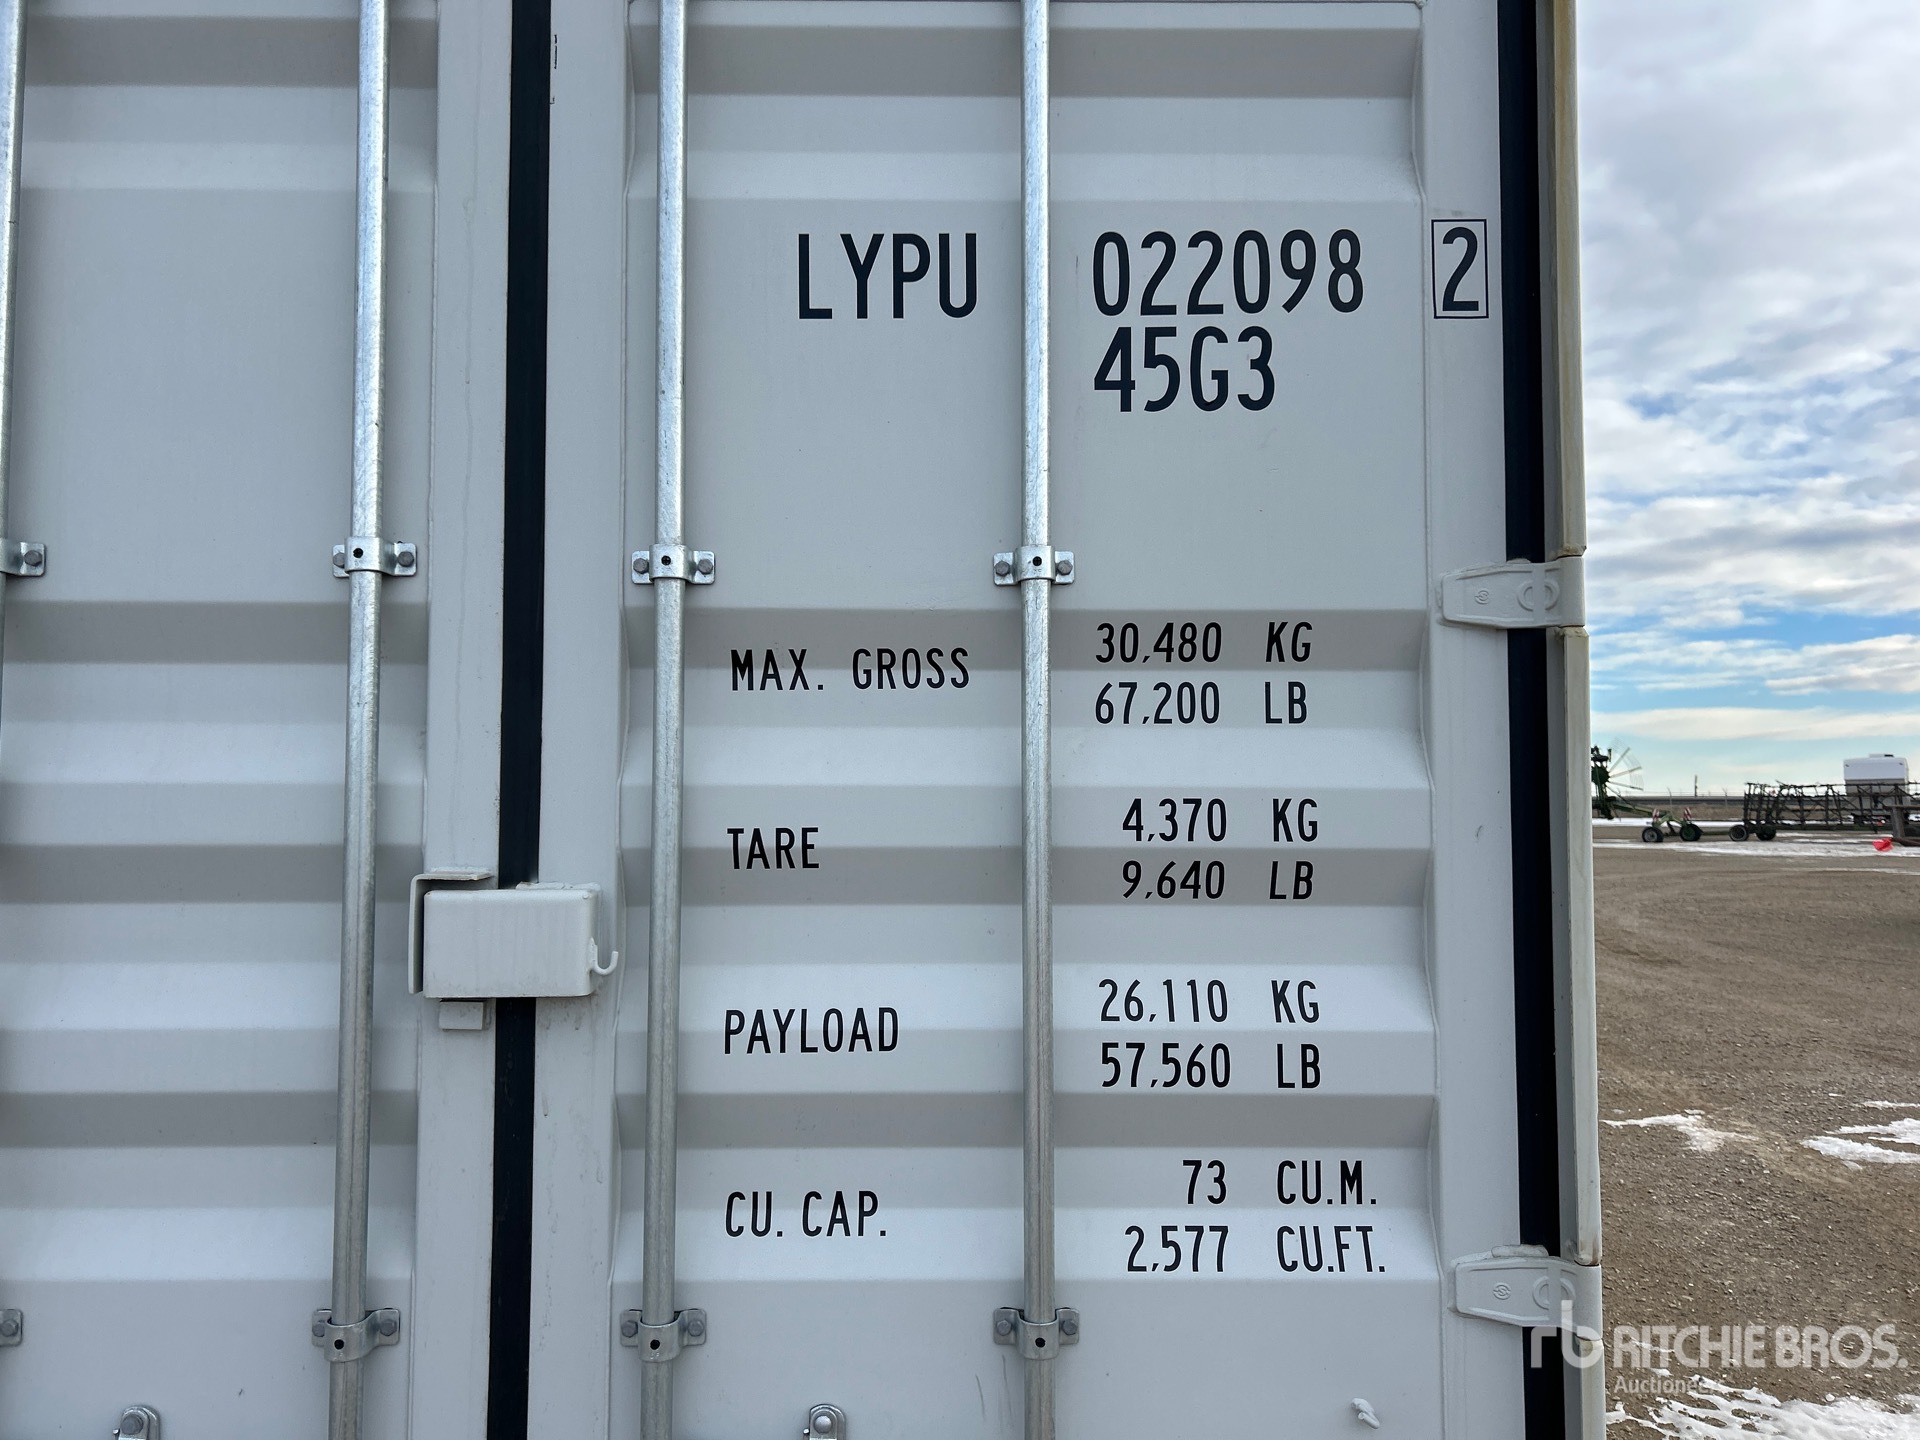 LYPU 022098 2
45G3
MAX. GROSS 30,480 KG
67,200 LB
TARE 4,370 KG
9,640 LB
PAYLOAD 26,110 KG
57,560 LB
CU. CAP. 73 CU.M.
2,577 CU.FT.
rb RITCHIE BROS.
Auctioneers